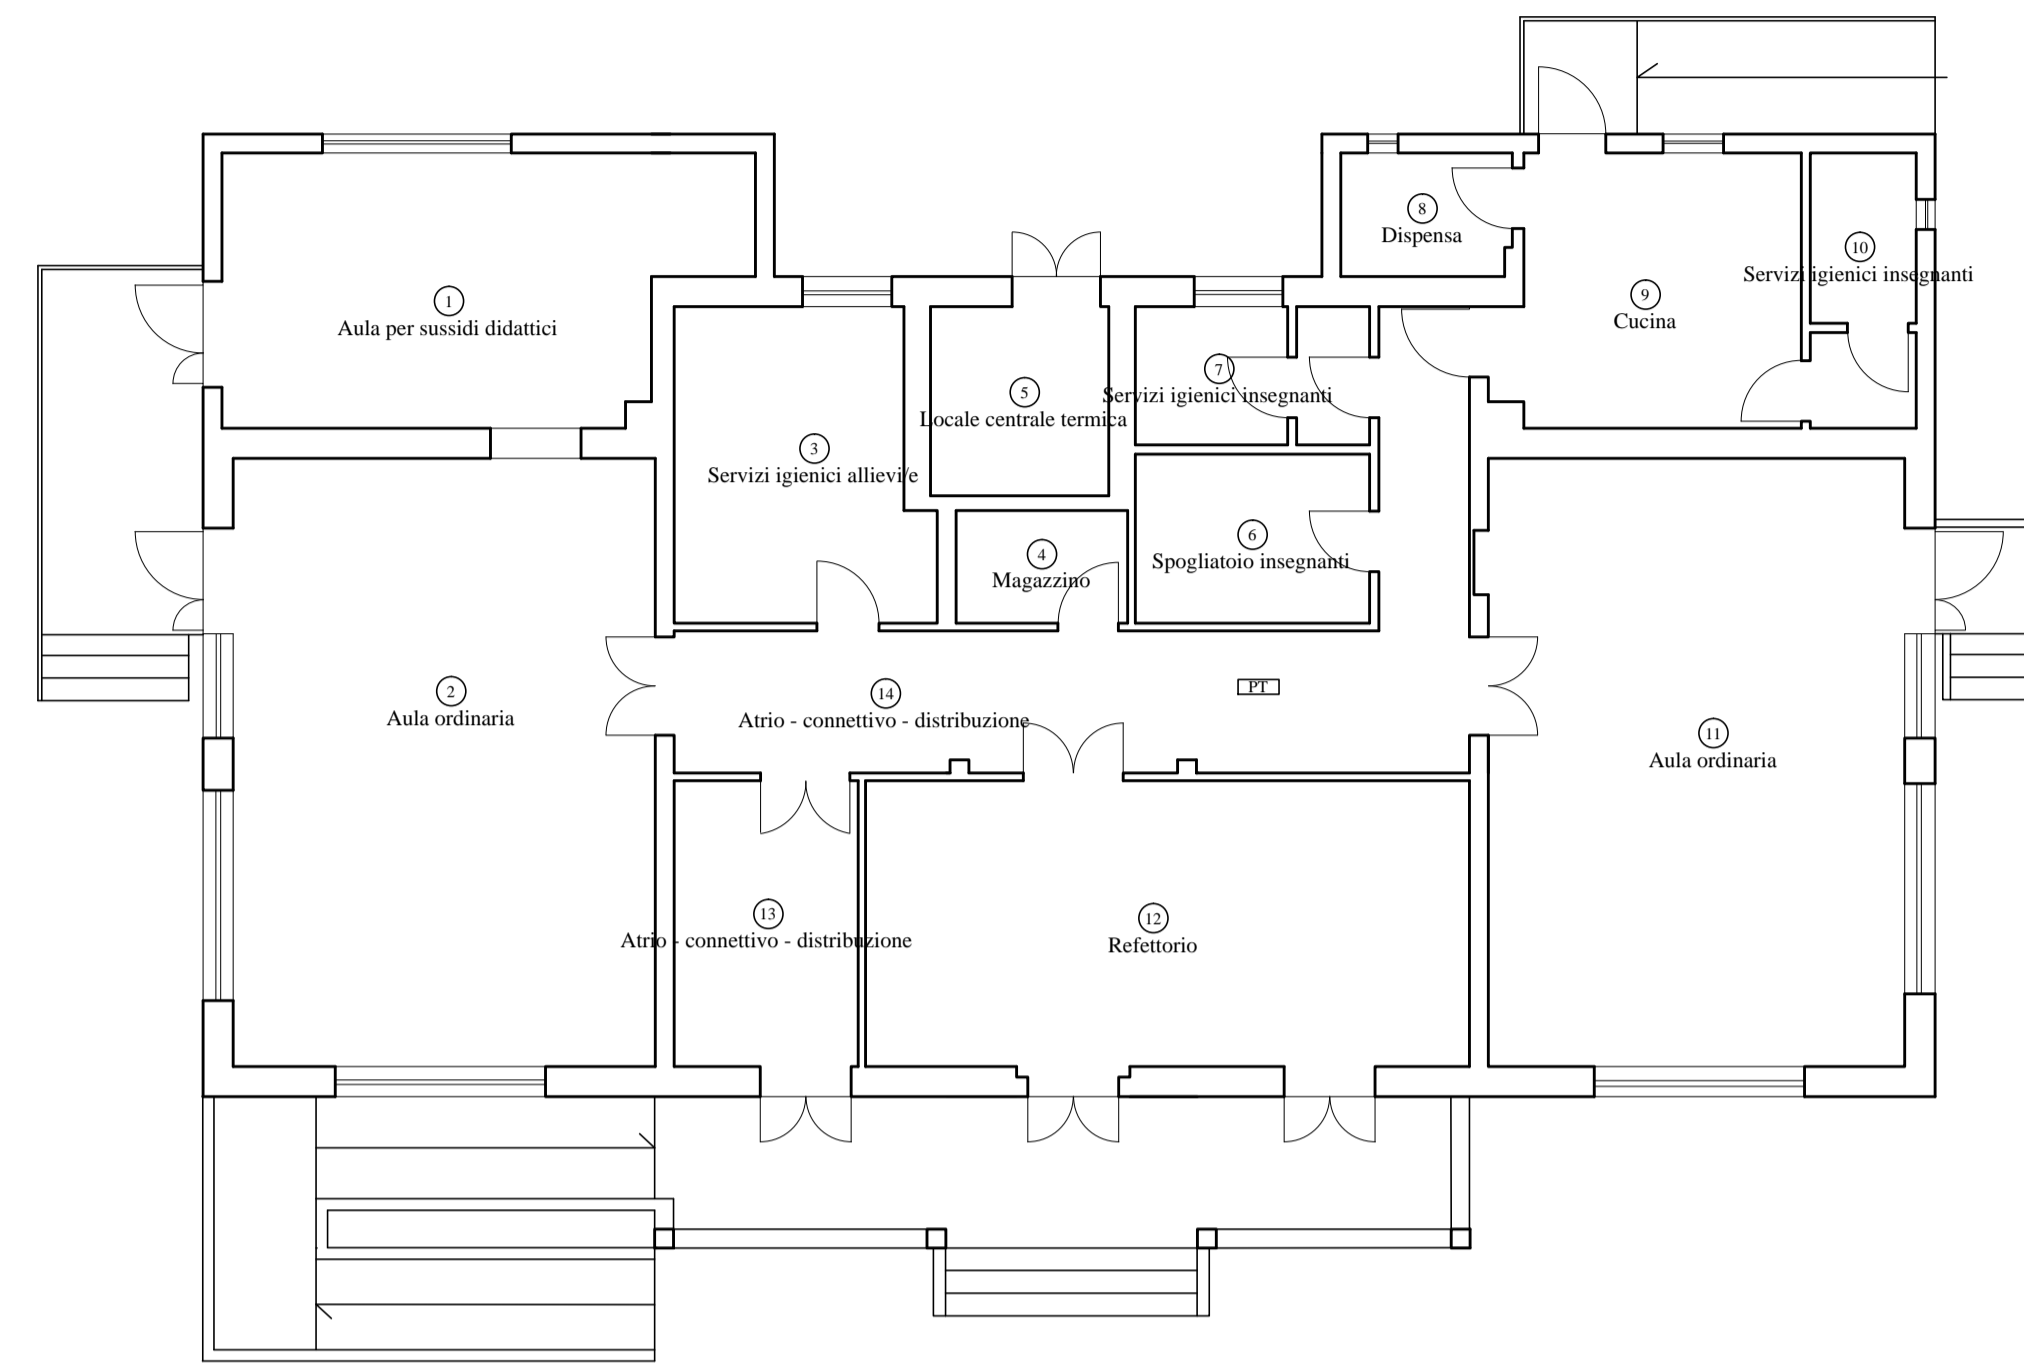 1
Aula per sussidi didattici
2
Aula ordinaria
3
Servizi igienici allievi/e
4
Magazzino
5
Locale centrale termica
6
Spogliatoio insegnanti
7
Servizi igienici insegnanti
8
Dispensa
9
Cucina
10
Servizi igienici insegnanti
11
Aula ordinaria
12
Refettorio
13
Atrio - connettivo - distribuzione
14
Atrio - connettivo - distribuzione
PT